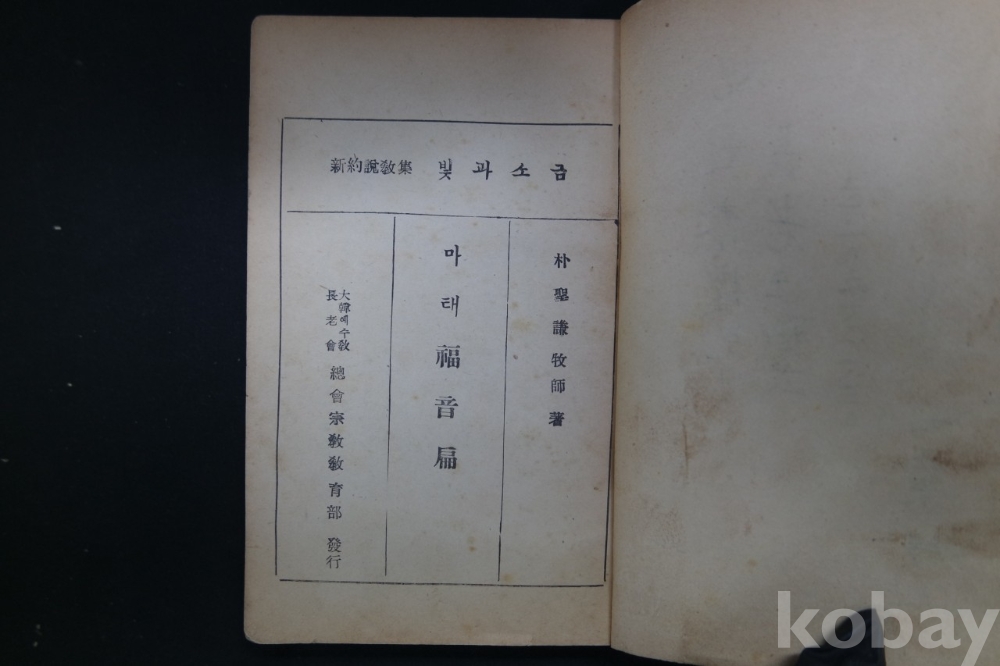 新約說敎集 빛과소금
朴聖謙牧師著
마태福音扁
大韓예수敎
長老會
總會宗敎敎育部 發行
kobay